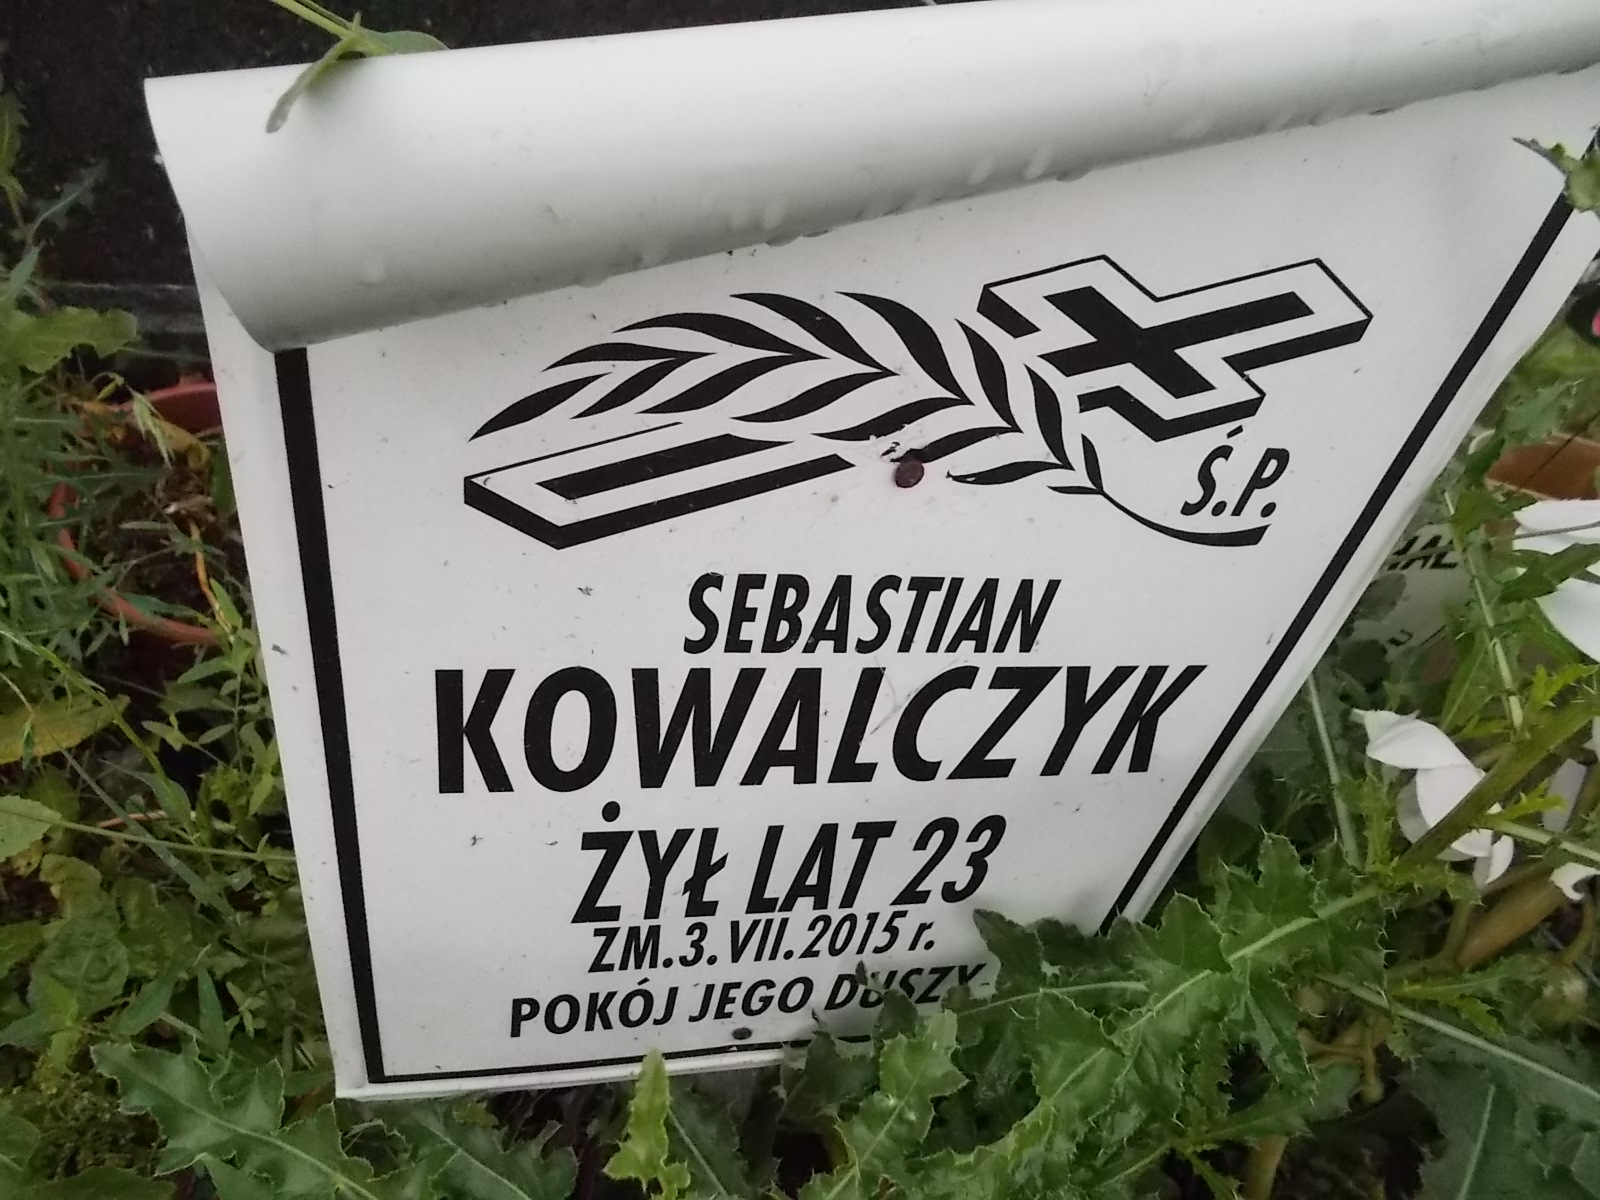 Ś.P.
SEBASTIAN
KOWALCZYK
ŻYŁ LAT 23
ZM.3.VII.2015 r.
POKÓJ JEGO DUSZY